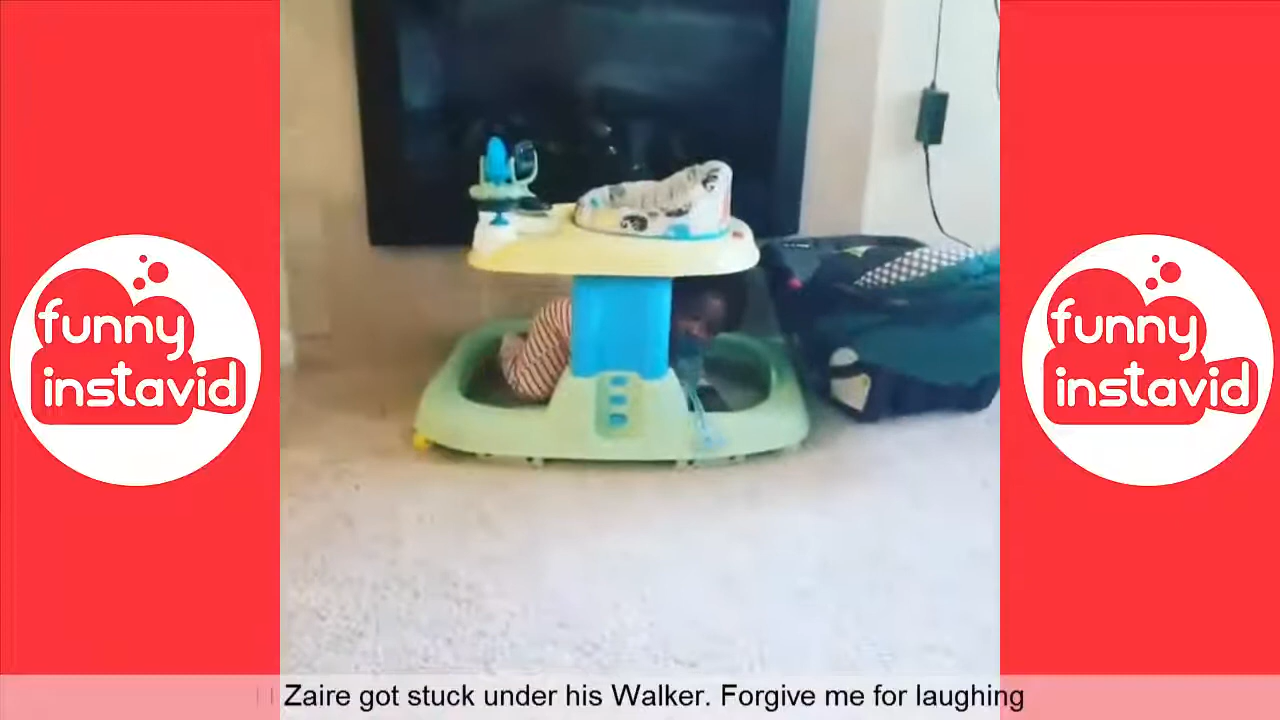 funny
instavid
funny
instavid
Zaire got stuck under his Walker. Forgive me for laughing